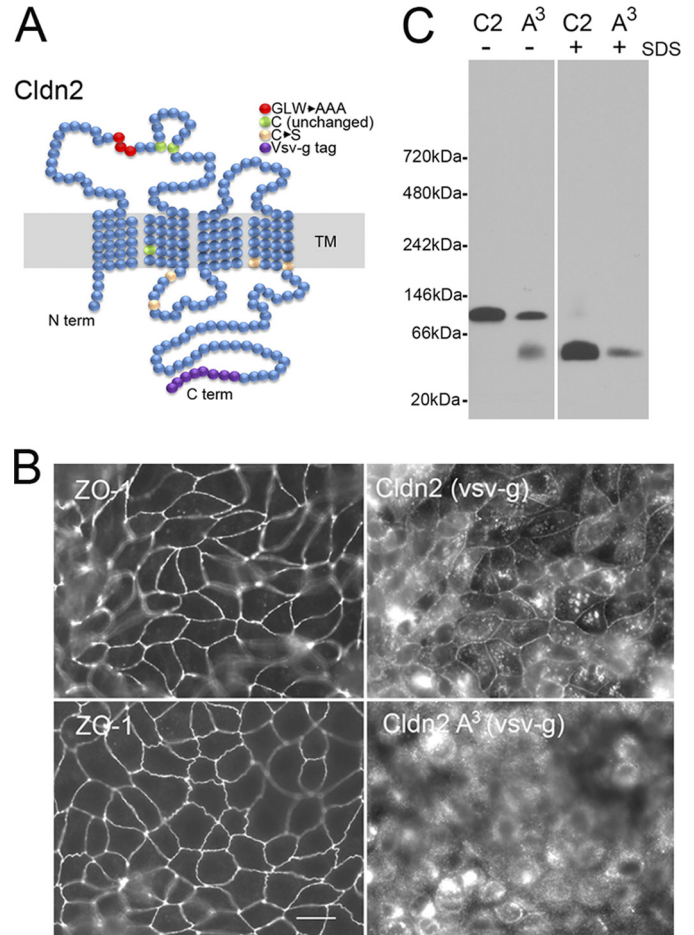 A
Cldn2
GLW▸AAA
C (unchanged)
C▸S
Vsv-g tag
TM
N term
C term
C
C2 A³ C2 A³
- - + + SDS
720kDa-
480kDa-
242kDa-
146kDa-
66kDa-
20kDa-
B
ZO-1
Cldn2 (vsv-g)
ZO-1
Cldn2 A³ (vsv-g)